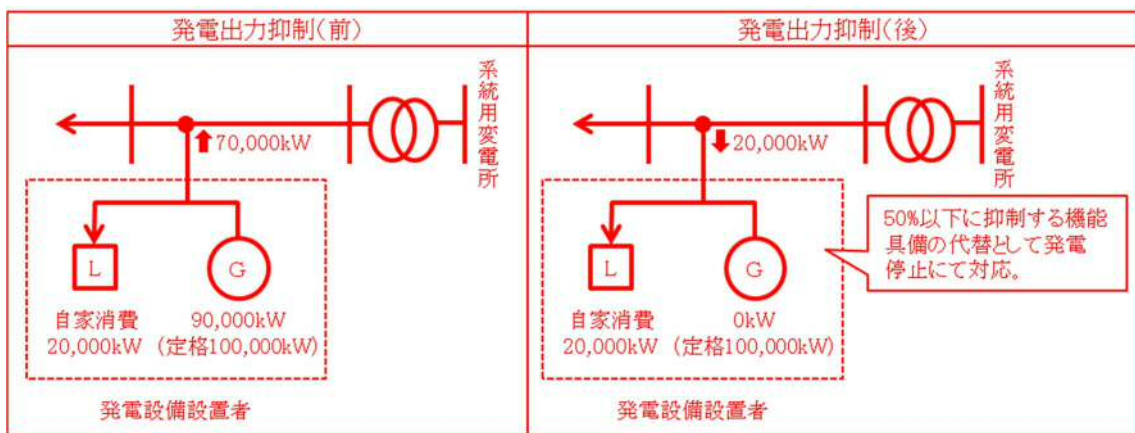 発電出力抑制(前)
系統用変電所
70,000kW
L
G
自家消費
20,000kW
90,000kW
(定格100,000kW)
発電設備設置者
発電出力抑制(後)
系統用変電所
20,000kW
L
G
自家消費
20,000kW
0kW
(定格100,000kW)
50%以下に抑制する機能
具備の代替として発電
停止にて対応。
発電設備設置者